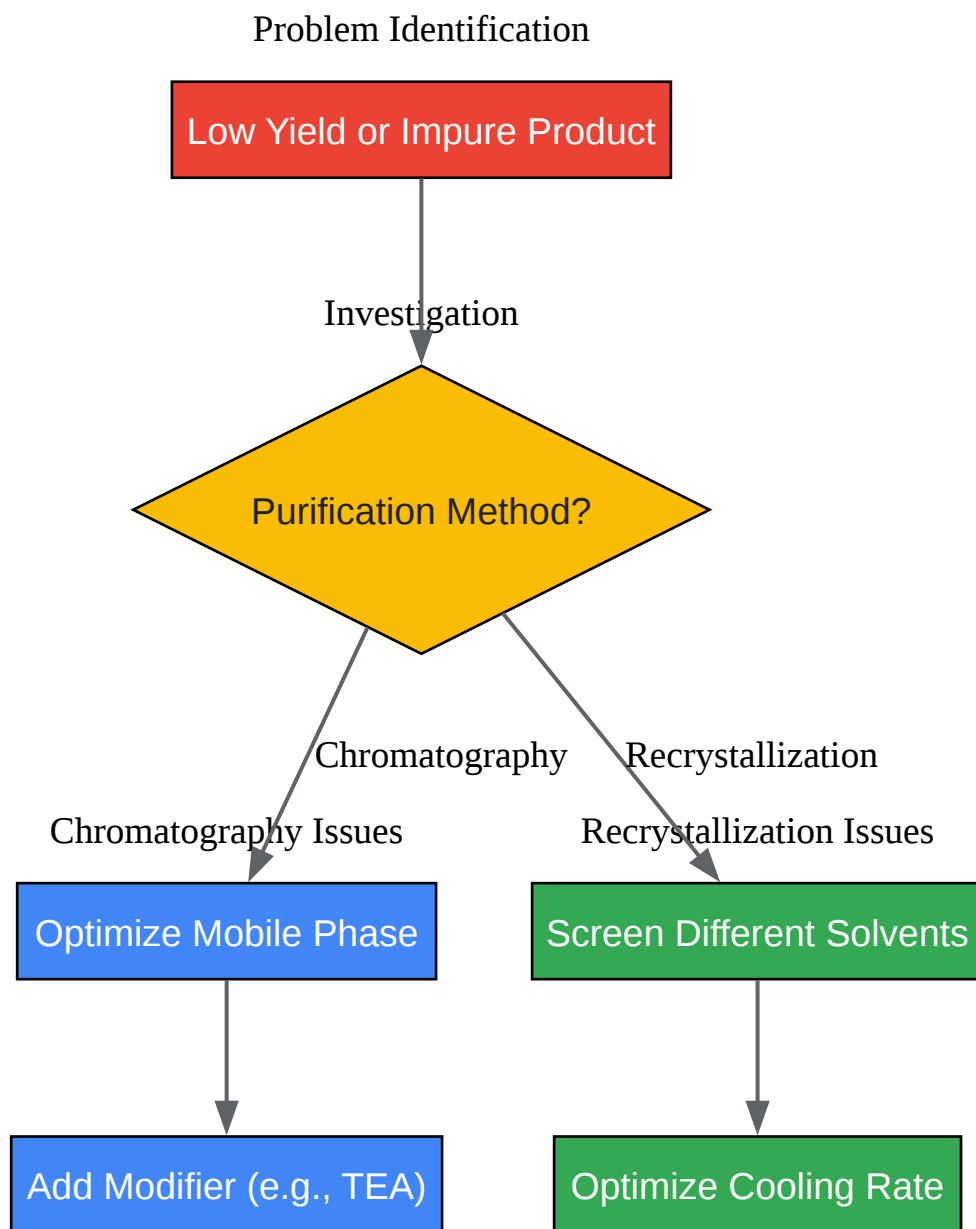 Problem Identification
Low Yield or Impure Product
Investigation
Purification Method?
Chromatography
Recrystallization
Chromatography Issues
Recrystallization Issues
Optimize Mobile Phase
Screen Different Solvents
Add Modifier (e.g., TEA)
Optimize Cooling Rate